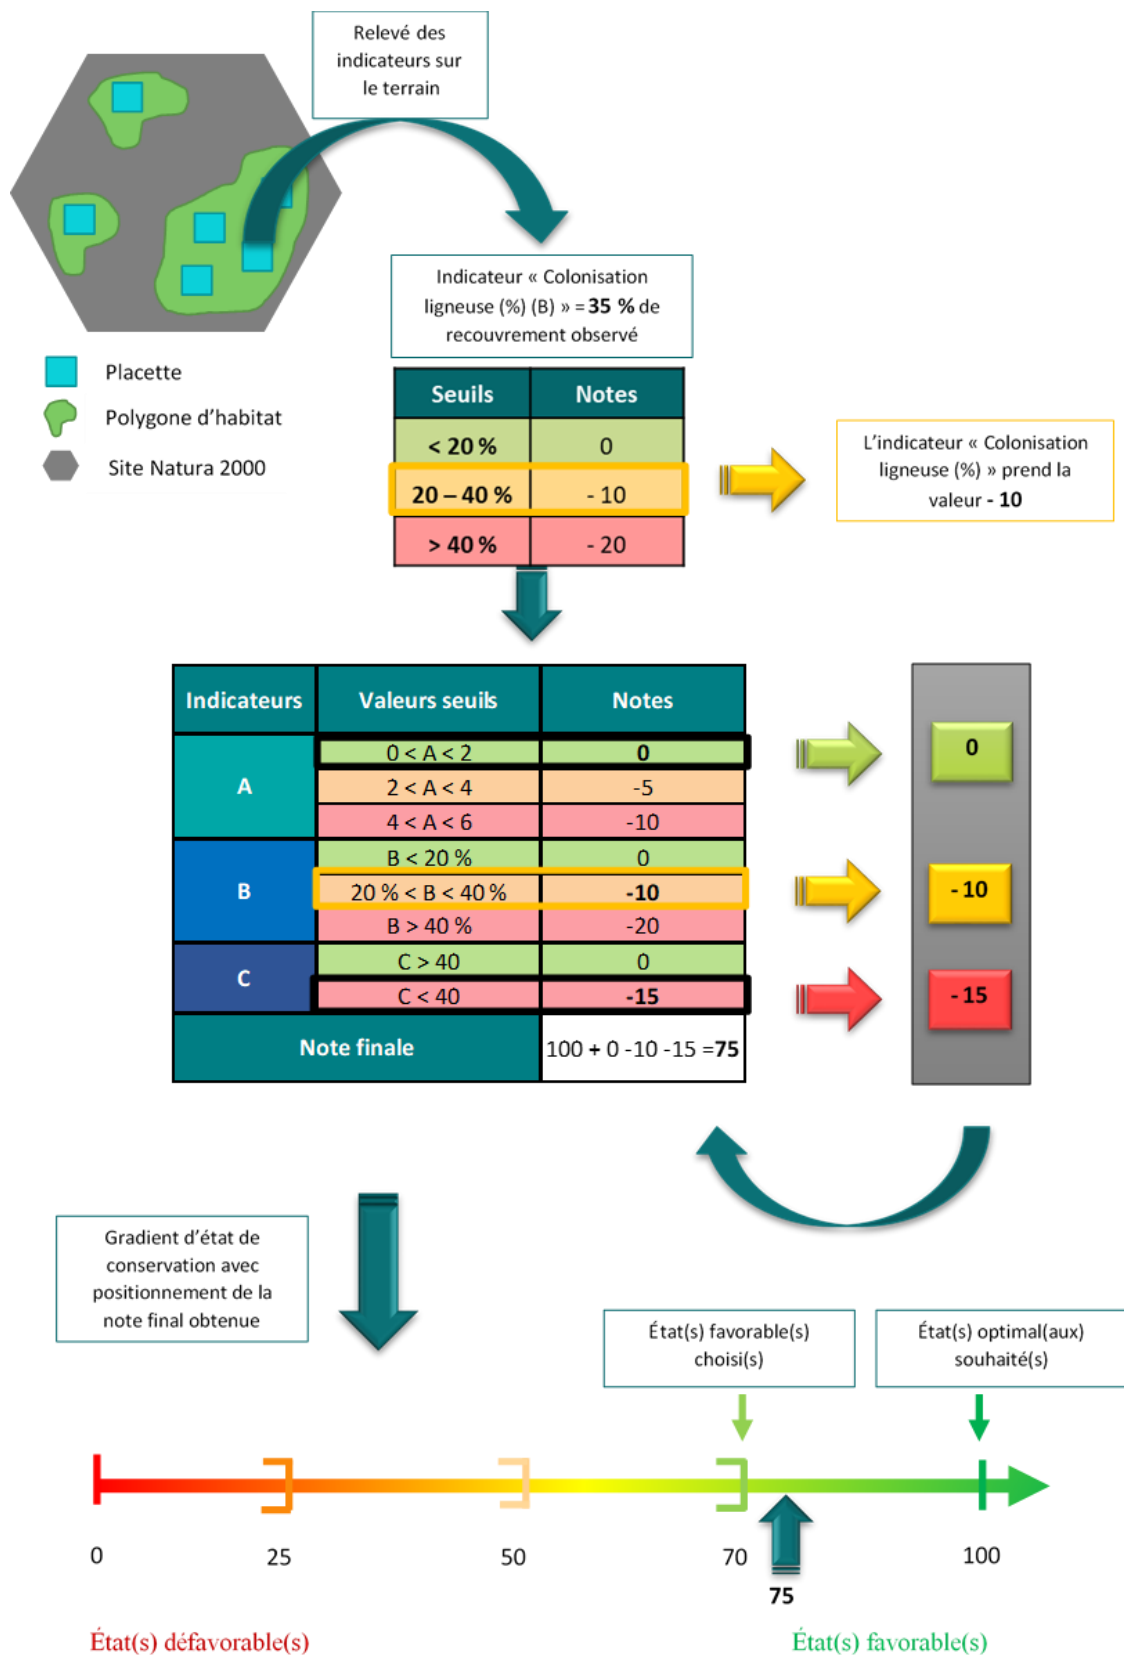 Relevé des
indicateurs sur
le terrain
Indicateur « Colonisation
ligneuse (%) (B) » = 35 % de
recouvrement observé
Placette
Polygone d'habitat
Site Natura 2000
Seuils Notes
< 20 % 0
20 – 40 % - 10
> 40 % - 20
L'indicateur « Colonisation
ligneuse (%) » prend la
valeur - 10
Indicateurs Valeurs seuils Notes
A
0 < A < 2 0
2 < A < 4 -5
4 < A < 6 -10
B
B < 20 % 0
20 % < B < 40 % -10
B > 40 % -20
C
C > 40 0
C < 40 -15
Note finale 100 + 0 -10 -15 =75
0
- 10
- 15
Gradient d'état de
conservation avec
positionnement de la
note final obtenue
État(s) favorable(s)
choisi(s)
État(s) optimal(aux)
souhaité(s)
0 25 50 70 100
75
État(s) défavorable(s) État(s) favorable(s)